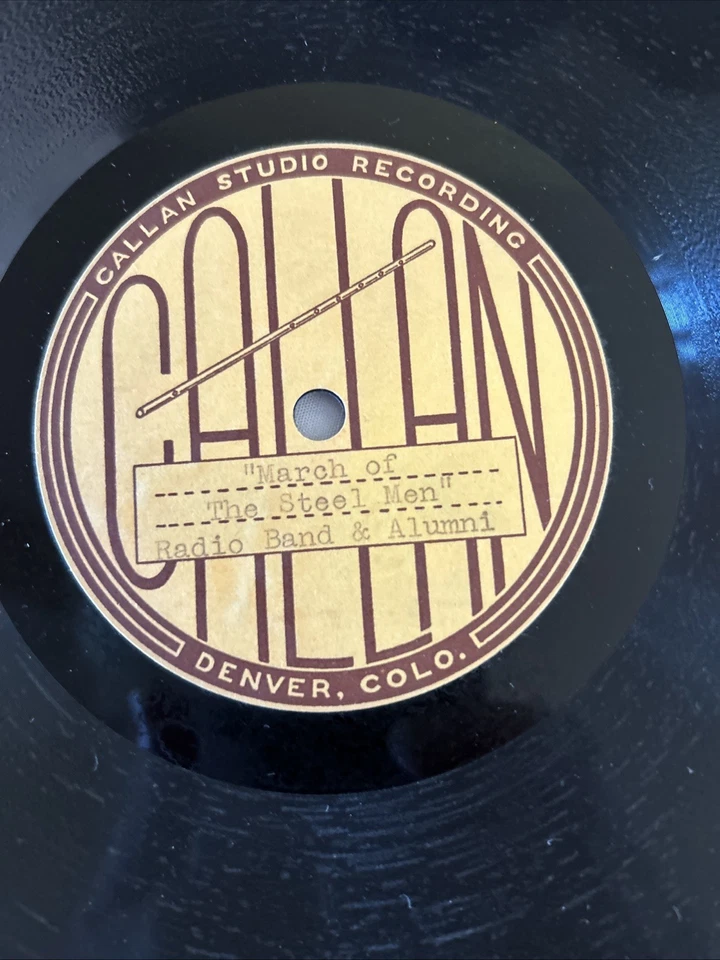 CALLAN STUDIO RECORDING
CALLAN
"March of
The Steel Men"
Radio Band & Alumni
DENVER, COLO.